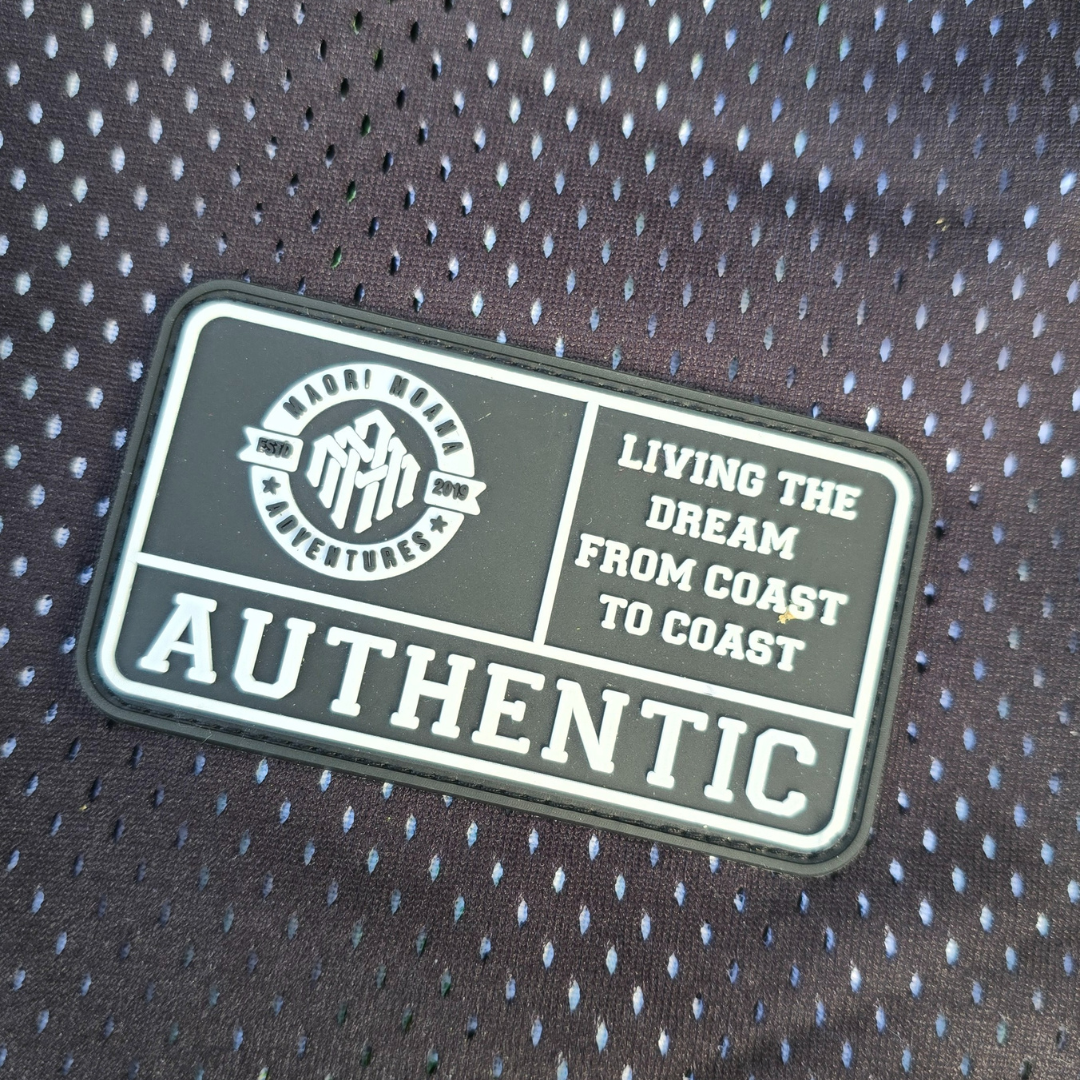 MAORI MOANA
ESTD
2019
ADVENTURES
LIVING THE
DREAM
FROM COAST
TO COAST
AUTHENTIC